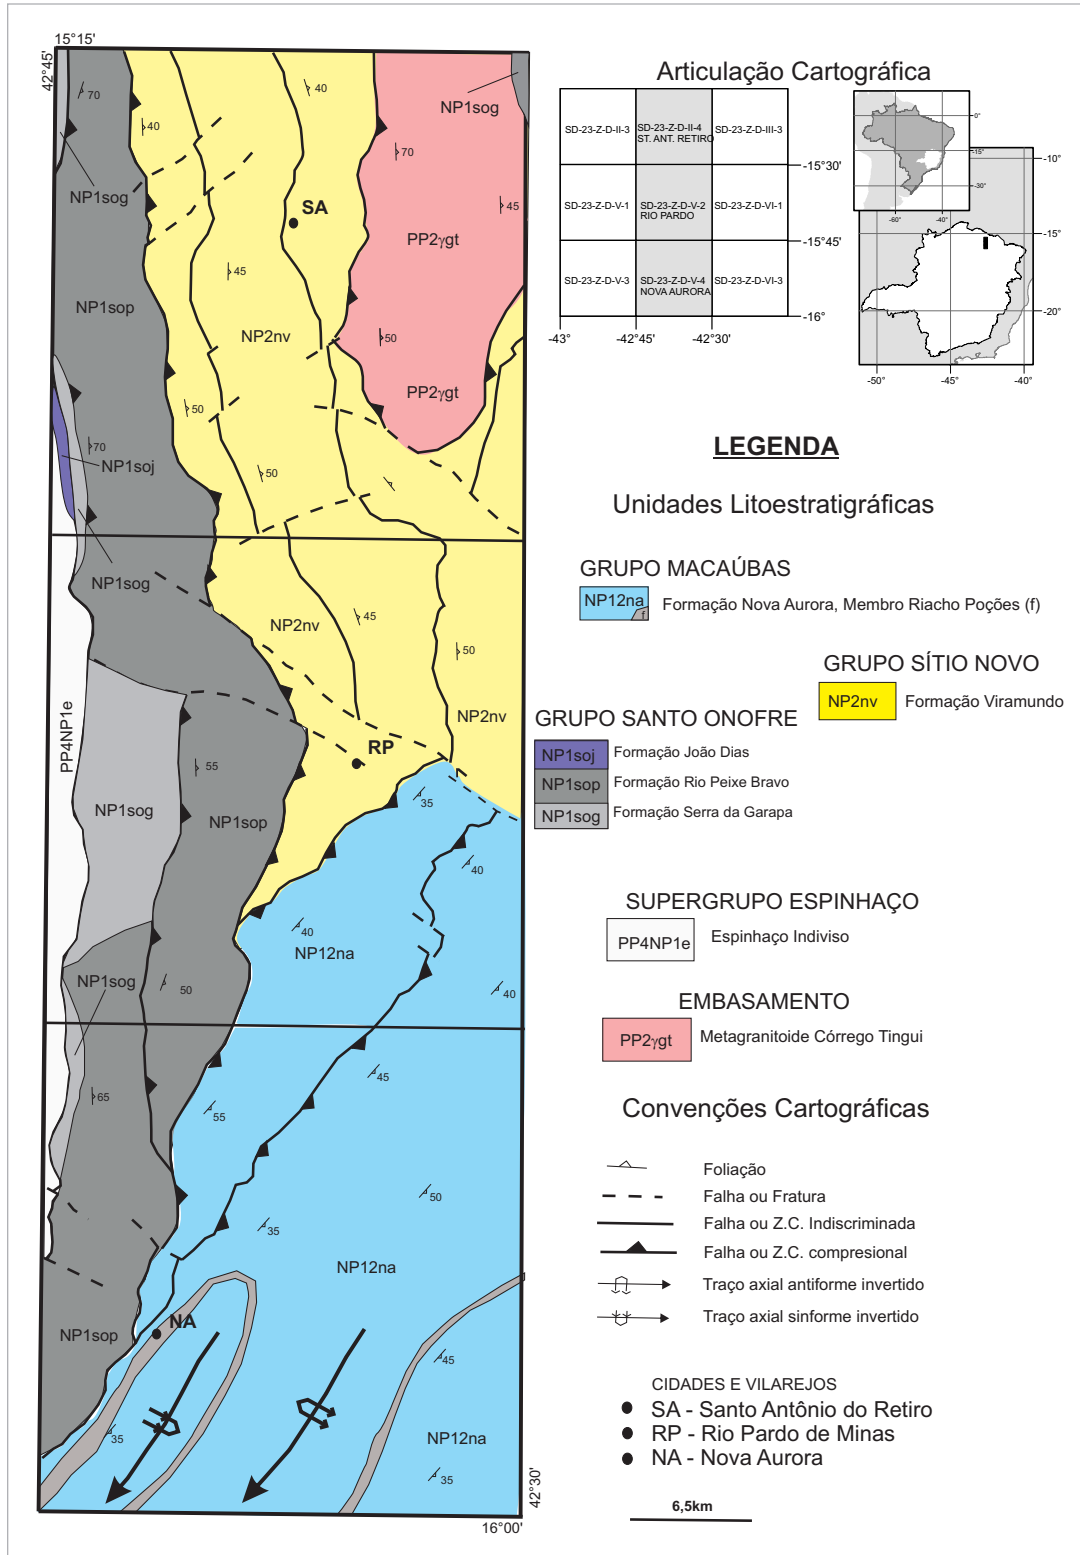 15°15'
42°45'
70
40
40
NP1sog
70
NP1sog
SA
45
PP2γgt
45
NP1sop
NP2nv
50
PP2γgt
50
70
NP1soj
50
NP1sog
NP2nv
45
50
PP4NP1e
NP2nv
RP
55
35
NP1sog
NP1sop
40
40
NP12na
NP1sog
50
40
45
65
55
50
35
NP12na
NA
NP1sop
45
35
NP12na
35
42°30'
16°00'
Articulação Cartográfica
SD-23-Z-D-II-3
SD-23-Z-D-II-4
ST. ANT. RETIRO
SD-23-Z-D-III-3
SD-23-Z-D-V-1
SD-23-Z-D-V-2
RIO PARDO
SD-23-Z-D-VI-1
SD-23-Z-D-V-3
SD-23-Z-D-V-4
NOVA AURORA
SD-23-Z-D-VI-3
-15°30'
-15°45'
-16°
-43°
-42°45'
-42°30'
0°
-15°
-30°
-60°
-40°
-10°
-15°
-20°
-50°
-45°
-40°
LEGENDA
Unidades Litoestratigráficas
GRUPO MACAÚBAS
NP12na
f
Formação Nova Aurora, Membro Riacho Poções (f)
GRUPO SÍTIO NOVO
NP2nv
Formação Viramundo
GRUPO SANTO ONOFRE
NP1soj
Formação João Dias
NP1sop
Formação Rio Peixe Bravo
NP1sog
Formação Serra da Garapa
SUPERGRUPO ESPINHAÇO
PP4NP1e
Espinhaço Indiviso
EMBASAMENTO
PP2γgt
Metagranitoide Córrego Tingui
Convenções Cartográficas
Foliação
Falha ou Fratura
Falha ou Z.C. Indiscriminada
Falha ou Z.C. compresional
Traço axial antiforme invertido
Traço axial sinforme invertido
CIDADES E VILAREJOS
SA - Santo Antônio do Retiro
RP - Rio Pardo de Minas
NA - Nova Aurora
6,5km